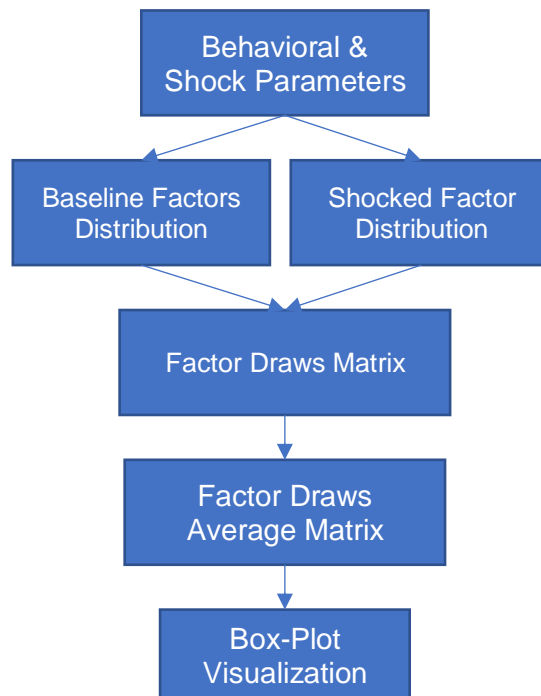 Behavioral &
Shock Parameters
Baseline Factors
Distribution
Shocked Factor
Distribution
Factor Draws Matrix
Factor Draws
Average Matrix
Box-Plot
Visualization